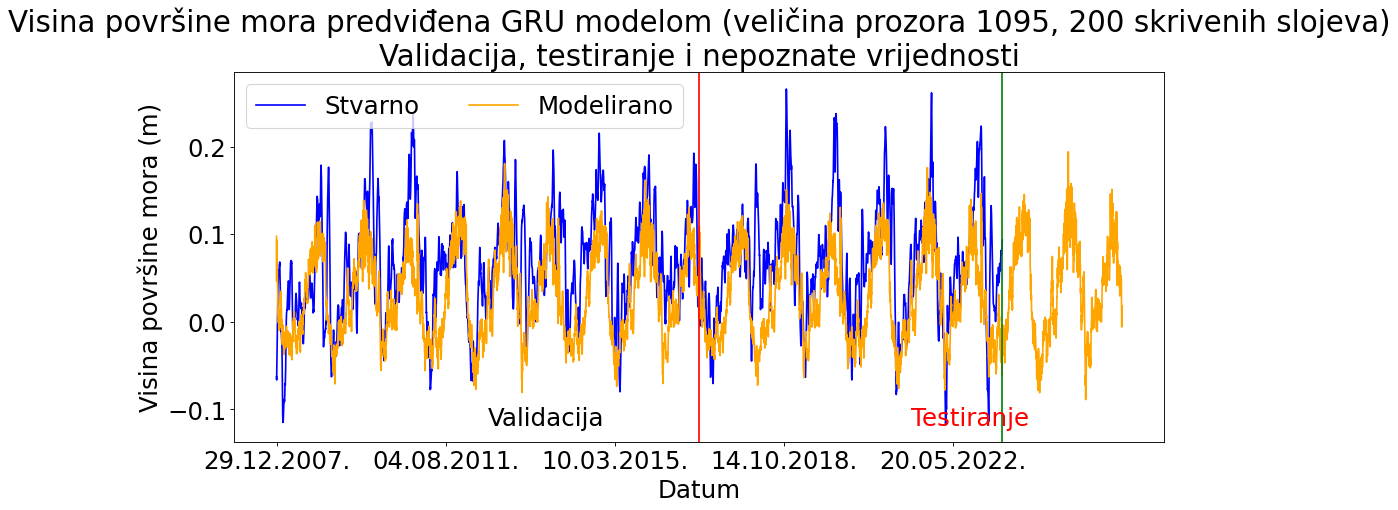 Visina površine mora predviđena GRU modelom (veličina prozora 1095, 200 skrivenih slojeva)
Validacija, testiranje i nepoznate vrijednosti
Stvarno Modelirano
Visina površine mora (m)
0.2
0.1
0.0
−0.1
Validacija Testiranje
29.12.2007. 04.08.2011. 10.03.2015. 14.10.2018. 20.05.2022.
Datum